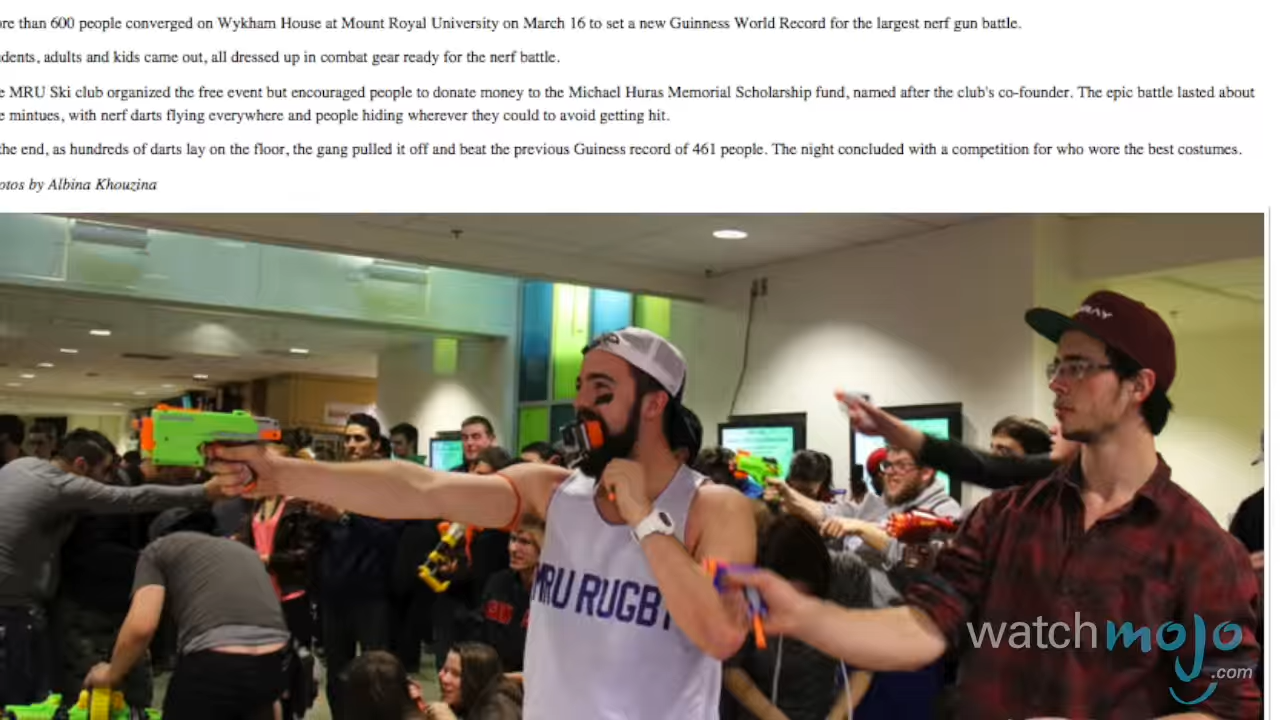 re than 600 people converged on Wykham House at Mount Royal University on March 16 to set a new Guinness World Record for the largest nerf gun battle.
dents, adults and kids came out, all dressed up in combat gear ready for the nerf battle.
e MRU Ski club organized the free event but encouraged people to donate money to the Michael Huras Memorial Scholarship fund, named after the club's co-founder. The epic battle lasted about
e mintues, with nerf darts flying everywhere and people hiding wherever they could to avoid getting hit.
the end, as hundreds of darts lay on the floor, the gang pulled it off and beat the previous Guiness record of 461 people. The night concluded with a competition for who wore the best costumes.
otos by Albina Khouzina
MRU RUGBY
watchmojo
.com